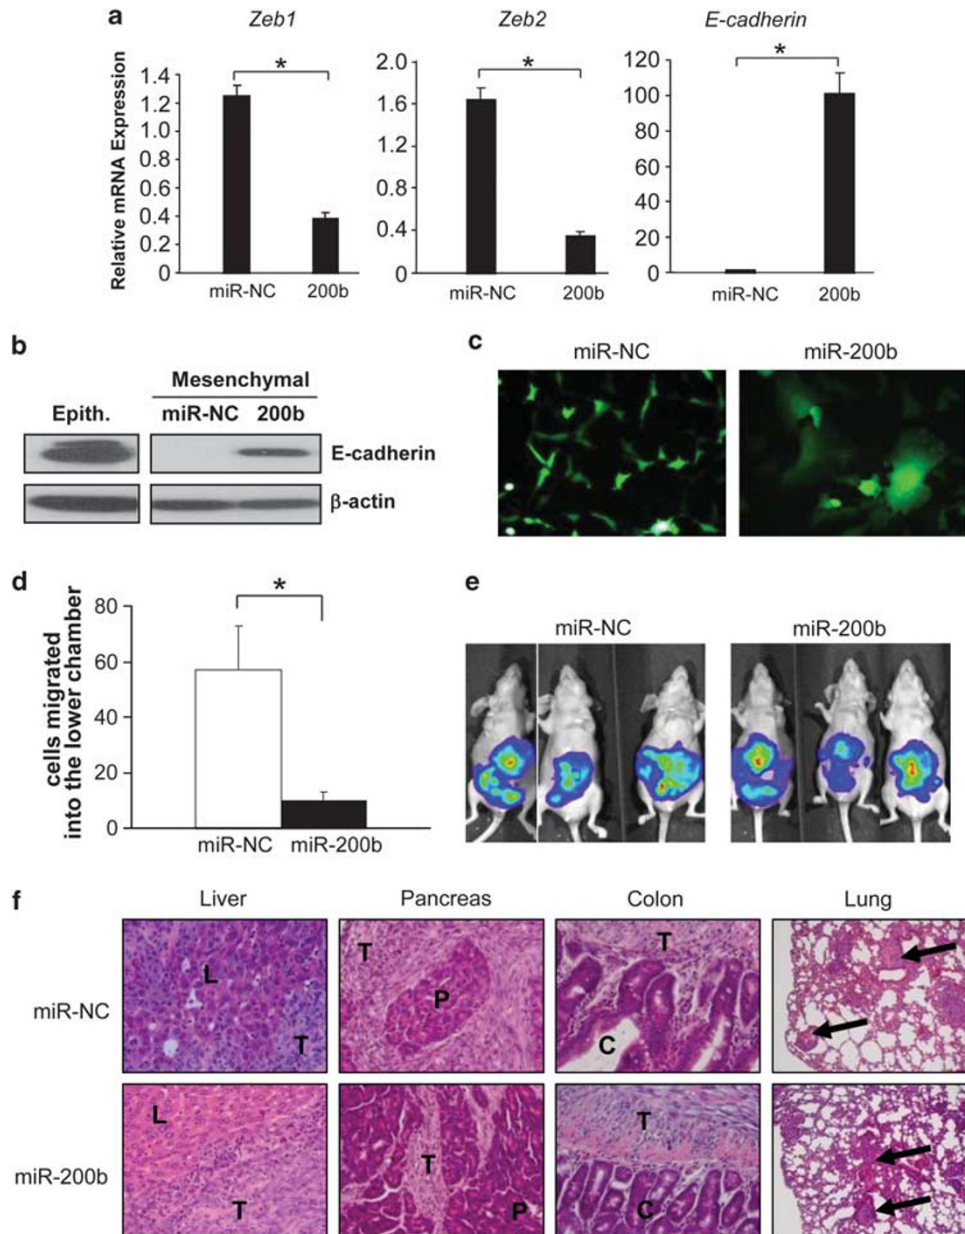 a
Zeb1
Zeb2
E-cadherin
*
*
*
Relative mRNA Expression
1.4
1.2
1.0
0.8
0.6
0.4
0.2
0
miR-NC 200b
2.0
1.6
1.2
0.8
0.4
0
miR-NC 200b
120
100
80
60
40
20
0
miR-NC 200b
b
Mesenchymal
Epith. miR-NC 200b
E-cadherin
β-actin
c
miR-NC
miR-200b
d
cells migrated
into the lower chamber
80
60
40
20
0
*
miR-NC miR-200b
e
miR-NC
miR-200b
f
Liver Pancreas Colon Lung
miR-NC
L
T
T
P
T
C
miR-200b
L
T
T
P
T
C